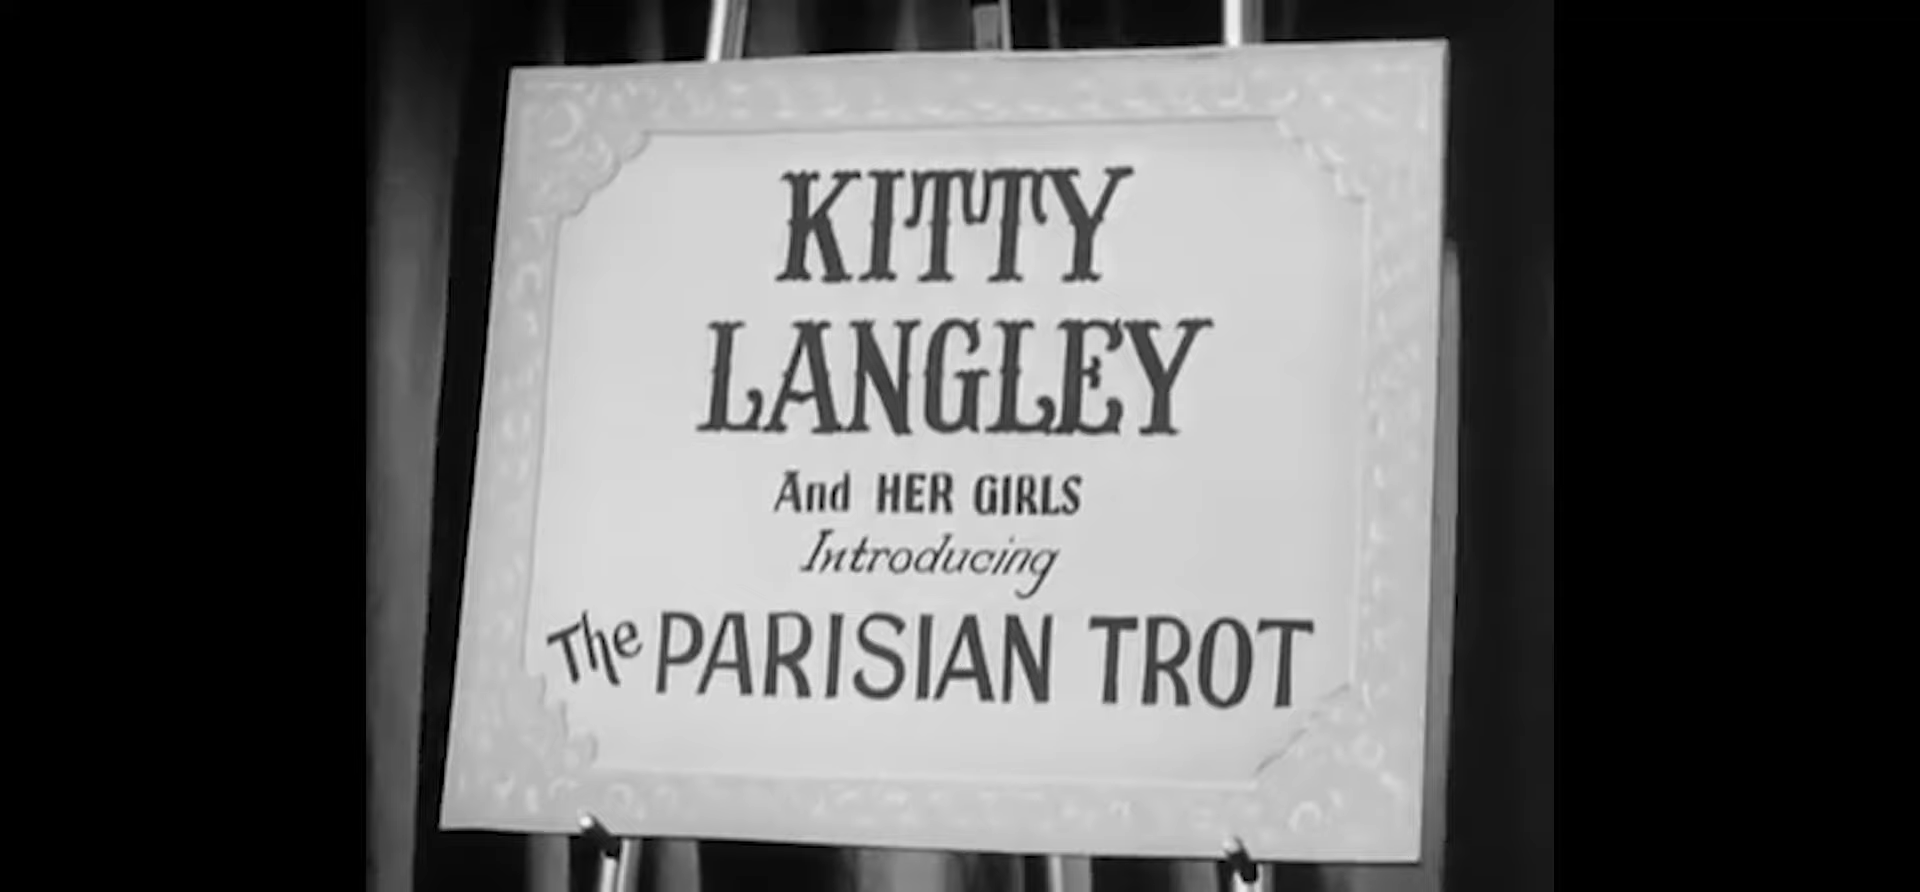 KITTY
LANGLEY
And HER GIRLS
Introducing
The PARISIAN TROT